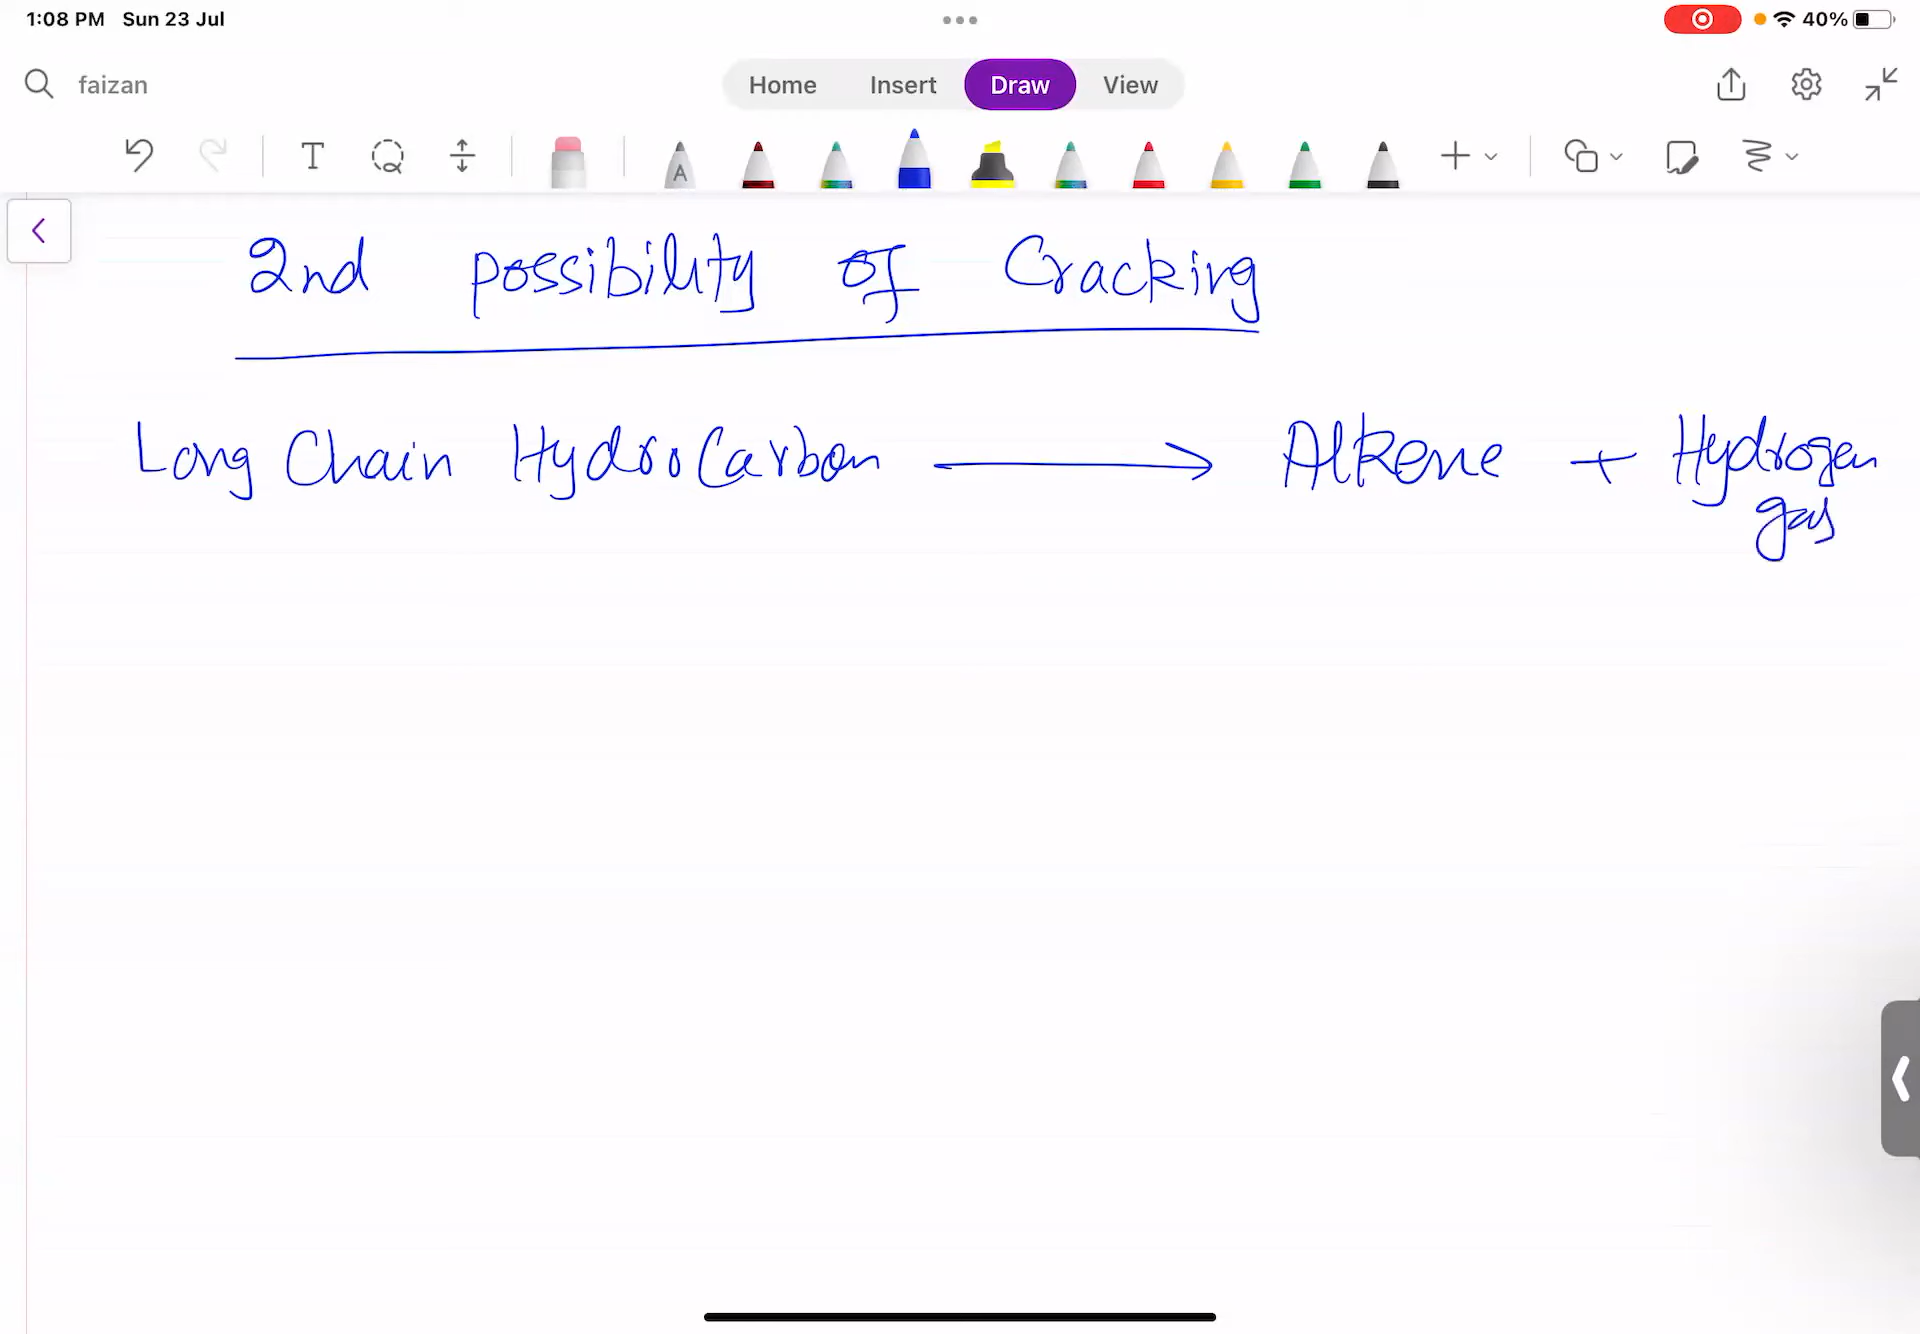 1:08 PM Sun 23 Jul
40%
faizan
Home Insert Draw View
T
A
2nd possibility of Cracking
Long Chain HydroCarbon → Alkene + Hydrogen
gas